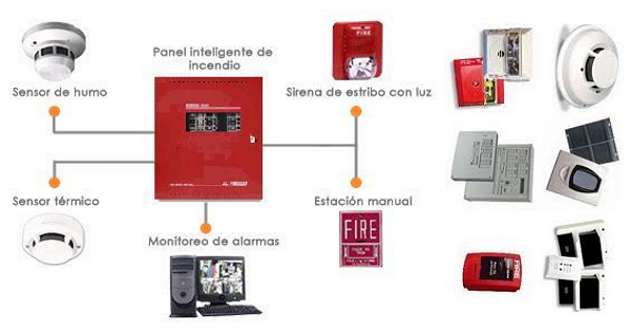 Panel inteligente de
incendio
FIRE
Sensor de humo
Sirena de estribo con luz
Sensor térmico
Estación manual
Monitoreo de alarmas
FIRE